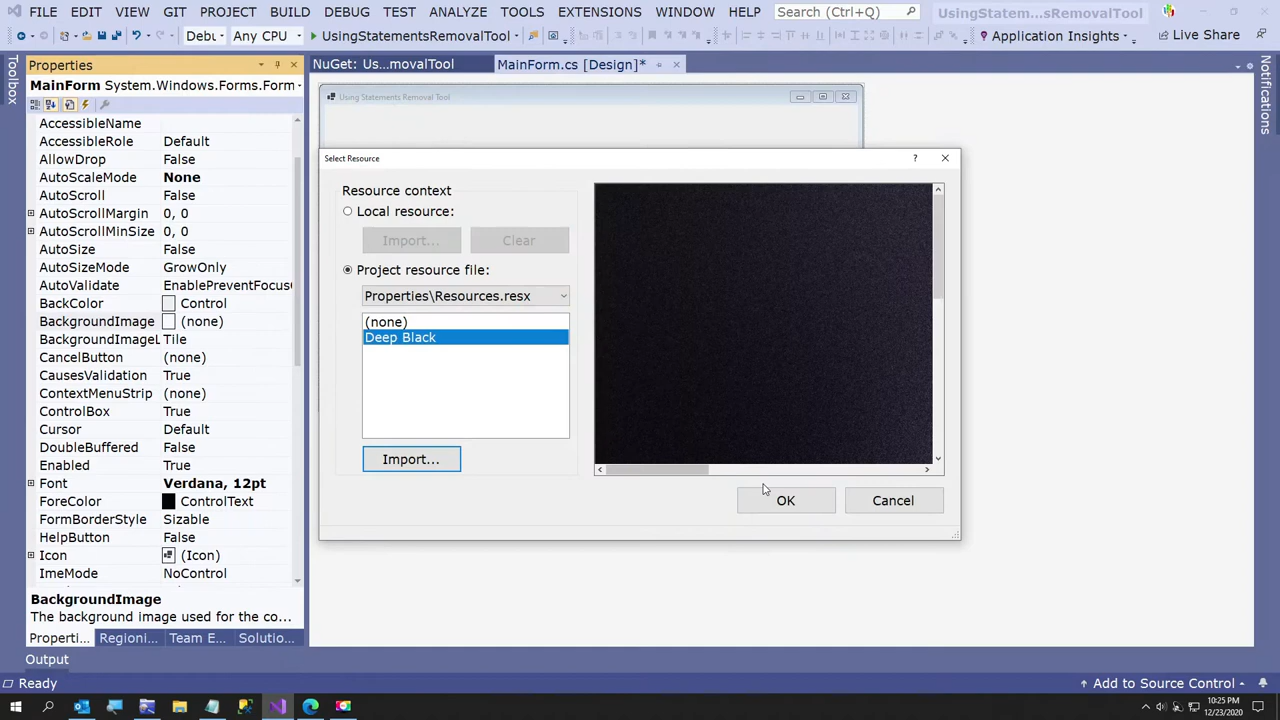 FILE EDIT VIEW GIT PROJECT BUILD DEBUG TEST ANALYZE TOOLS EXTENSIONS WINDOW HELP Search (Ctrl+Q) UsingStatem...sRemovalTool
Debu Any CPU UsingStatementsRemovalTool Application Insights Live Share
Toolbox
Properties
MainForm System.Windows.Forms.Form
AccessibleName
AccessibleRole Default
AllowDrop False
AutoScaleMode None
AutoScroll False
AutoScrollMargin 0, 0
AutoScrollMinSize 0, 0
AutoSize False
AutoSizeMode GrowOnly
AutoValidate EnablePreventFocus
BackColor Control
BackgroundImage (none)
BackgroundImageL Tile
CancelButton (none)
CausesValidation True
ContextMenuStrip (none)
ControlBox True
Cursor Default
DoubleBuffered False
Enabled True
Font Verdana, 12pt
ForeColor ControlText
FormBorderStyle Sizable
HelpButton False
Icon (Icon)
ImeMode NoControl
BackgroundImage
The background image used for the co...
Properti... Regioni... Team E... Solutio...
NuGet: Us...movalTool MainForm.cs [Design]*
Using Statements Removal Tool
Select Resource ?
Resource context
Local resource:
Import... Clear
Project resource file:
Properties\Resources.resx
(none)
Deep Black
Import...
OK Cancel
Notifications
Output
Ready Add to Source Control
10:25 PM
12/23/2020